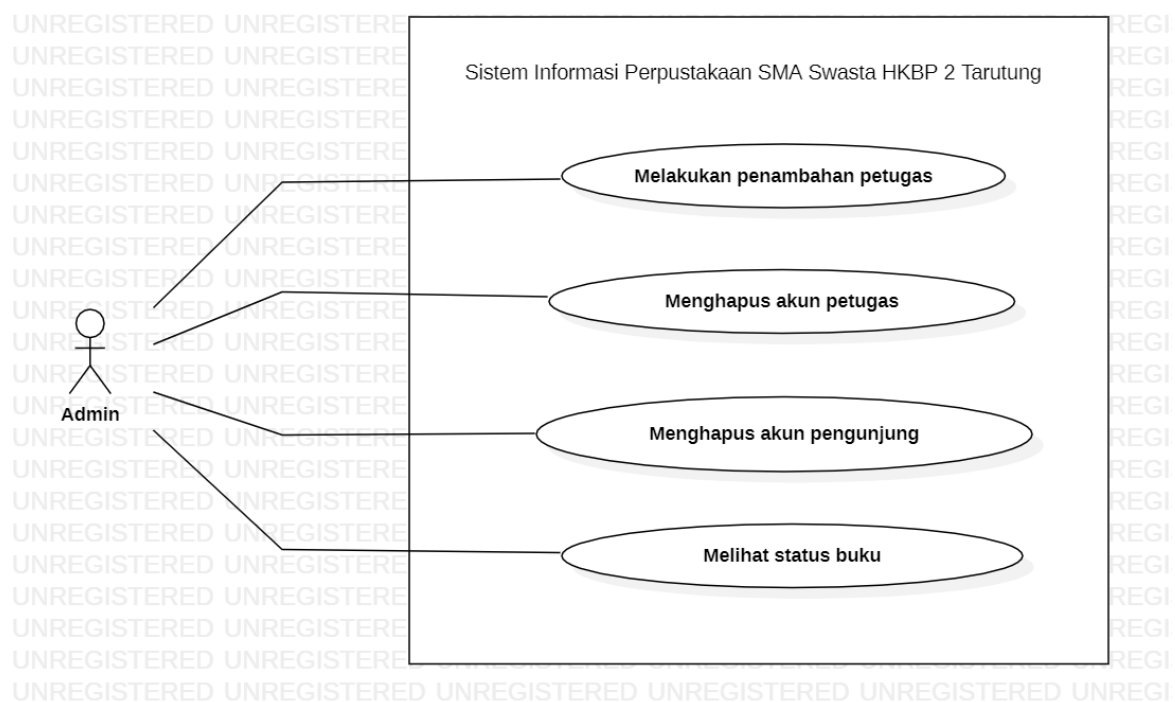 UNREGISTERED UNREGISTERED UNREGISTERED UNREGISTERED UNREGISTERED
Sistem Informasi Perpustakaan SMA Swasta HKBP 2 Tarutung
Melakukan penambahan petugas
Menghapus akun petugas
Admin
Menghapus akun pengunjung
Melihat status buku